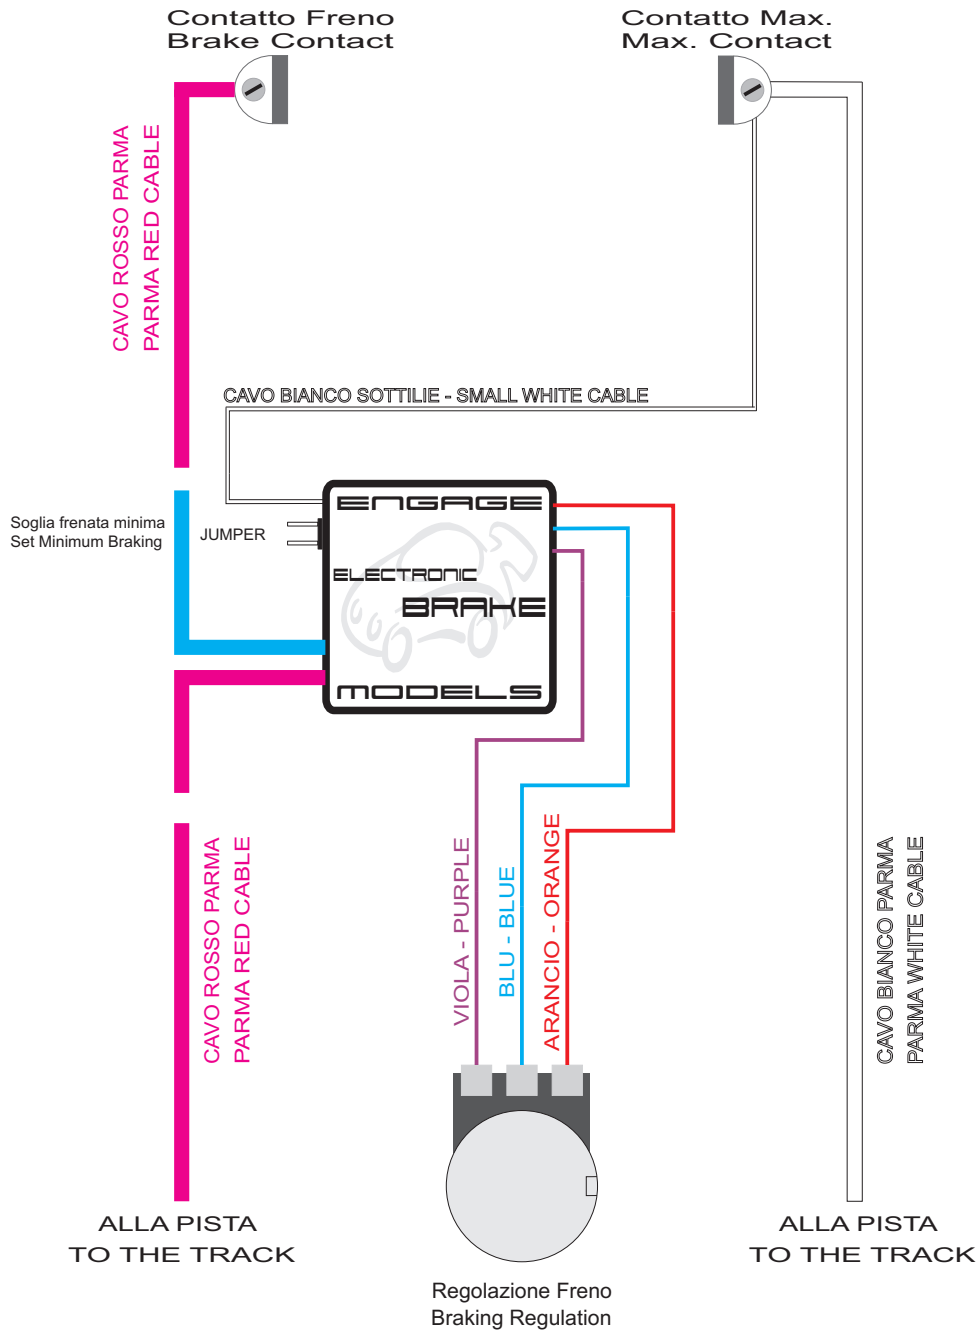 Contatto Freno
Brake Contact
Contatto Max.
Max. Contact
CAVO ROSSO PARMA
PARMA RED CABLE
CAVO BIANCO SOTTILIE - SMALL WHITE CABLE
Soglia frenata minima
Set Minimum Braking
JUMPER
ENGAGE
ELECTRONIC
BRAKE
MODELS
VIOLA - PURPLE
BLU - BLUE
ARANCIO - ORANGE
CAVO ROSSO PARMA
PARMA RED CABLE
CAVO BIANCO PARMA
PARMA WHITE CABLE
ALLA PISTA
TO THE TRACK
ALLA PISTA
TO THE TRACK
Regolazione Freno
Braking Regulation